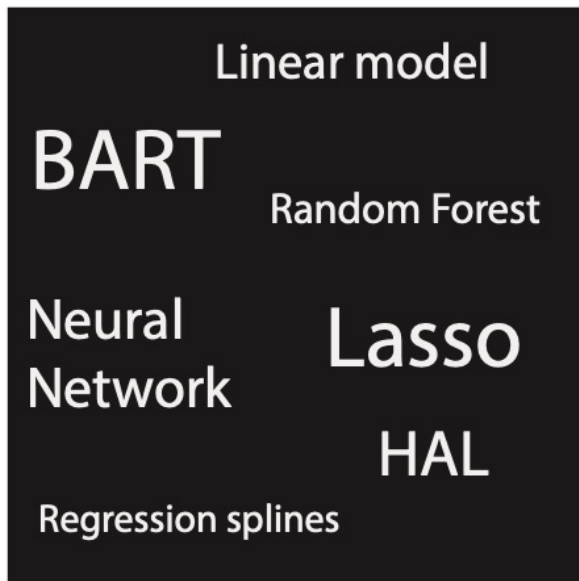 Linear model
BART
Random Forest
Neural
Network
Lasso
HAL
Regression splines